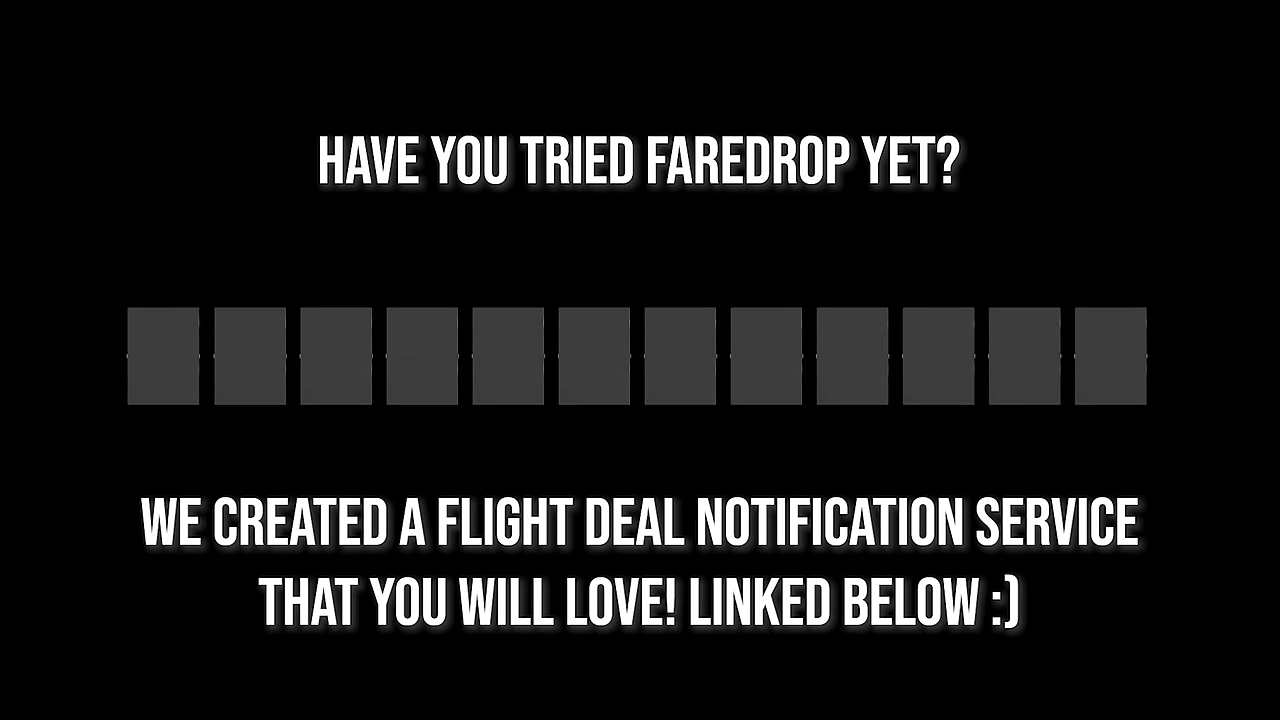 HAVE YOU TRIED FAREDROP YET?
WE CREATED A FLIGHT DEAL NOTIFICATION SERVICE
THAT YOU WILL LOVE! LINKED BELOW :)